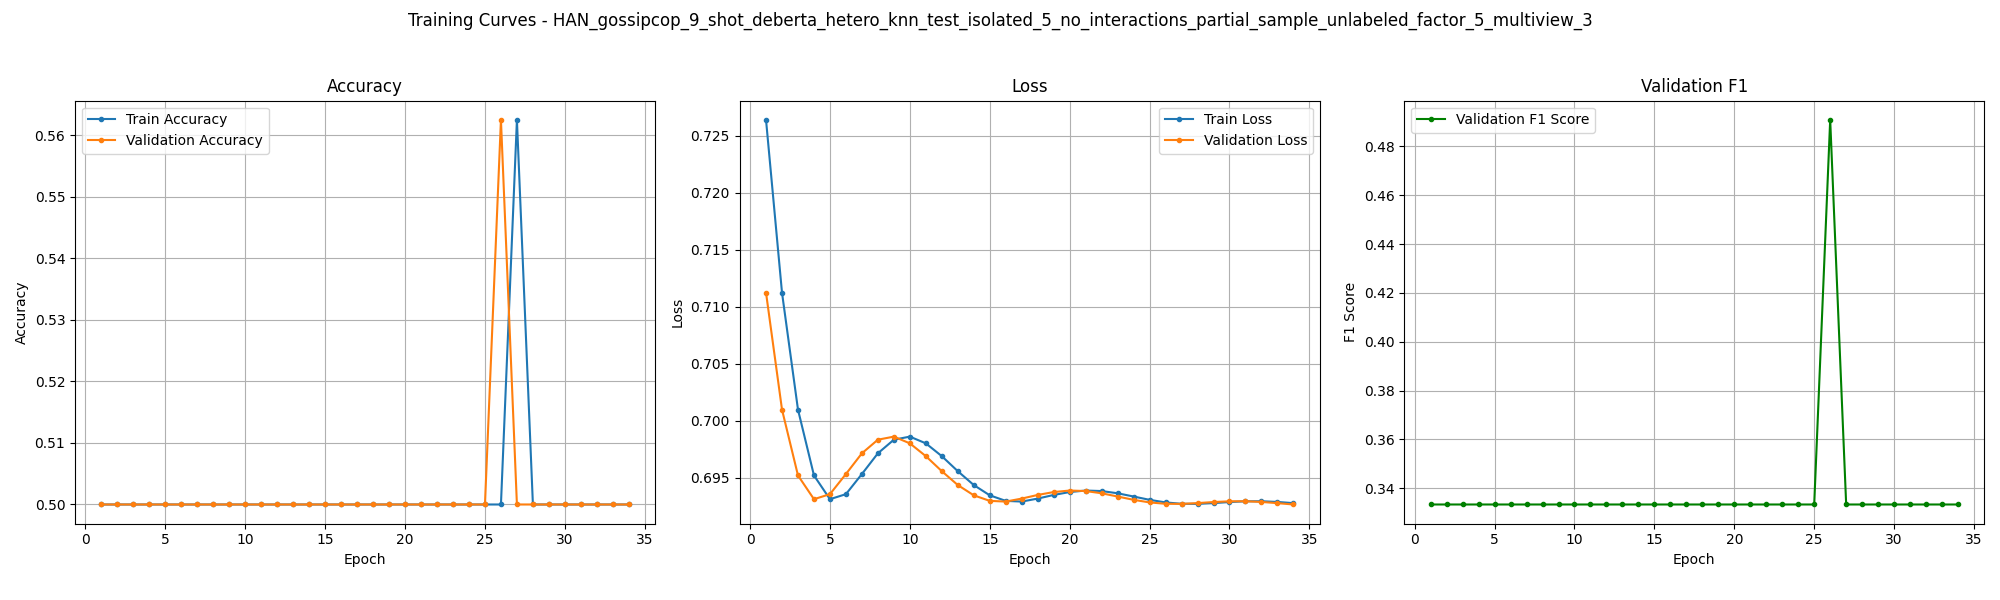 Training Curves - HAN_gossipcop_9_shot_deberta_hetero_knn_test_isolated_5_no_interactions_partial_sample_unlabeled_factor_5_multiview_3
Accuracy
Train Accuracy
Validation Accuracy
0.56
0.55
0.54
0.53
0.52
0.51
0.50
Accuracy
0 5 10 15 20 25 30 35
Epoch
Loss
Train Loss
Validation Loss
0.725
0.720
0.715
0.710
0.705
0.700
0.695
Loss
0 5 10 15 20 25 30 35
Epoch
Validation F1
Validation F1 Score
0.48
0.46
0.44
0.42
0.40
0.38
0.36
0.34
F1 Score
0 5 10 15 20 25 30 35
Epoch